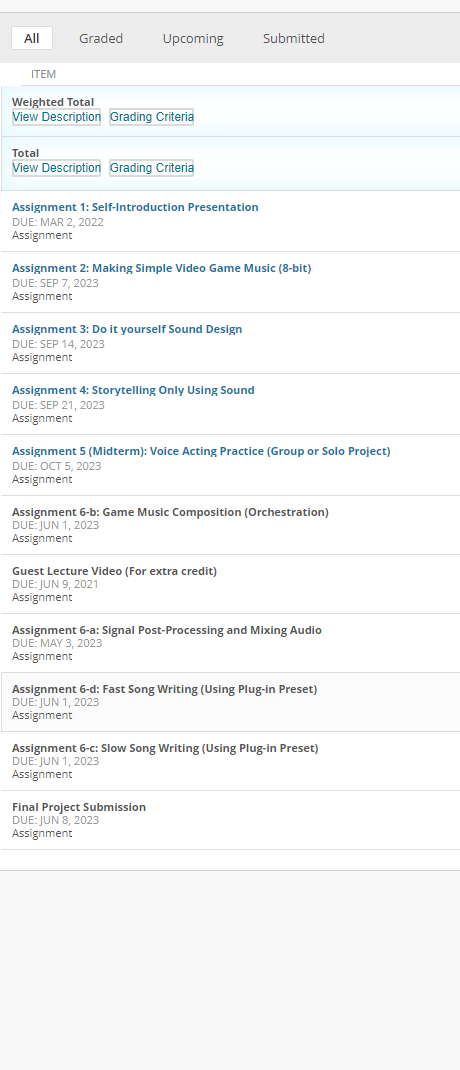 All Graded Upcoming Submitted
ITEM
Weighted Total
View Description Grading Criteria
Total
View Description Grading Criteria
Assignment 1: Self-Introduction Presentation
DUE: MAR 2, 2022
Assignment
Assignment 2: Making Simple Video Game Music (8-bit)
DUE: SEP 7, 2023
Assignment
Assignment 3: Do it yourself Sound Design
DUE: SEP 14, 2023
Assignment
Assignment 4: Storytelling Only Using Sound
DUE: SEP 21, 2023
Assignment
Assignment 5 (Midterm): Voice Acting Practice (Group or Solo Project)
DUE: OCT 5, 2023
Assignment
Assignment 6-b: Game Music Composition (Orchestration)
DUE: JUN 1, 2023
Assignment
Guest Lecture Video (For extra credit)
DUE: JUN 9, 2021
Assignment
Assignment 6-a: Signal Post-Processing and Mixing Audio
DUE: MAY 3, 2023
Assignment
Assignment 6-d: Fast Song Writing (Using Plug-in Preset)
DUE: JUN 1, 2023
Assignment
Assignment 6-c: Slow Song Writing (Using Plug-in Preset)
DUE: JUN 1, 2023
Assignment
Final Project Submission
DUE: JUN 8, 2023
Assignment